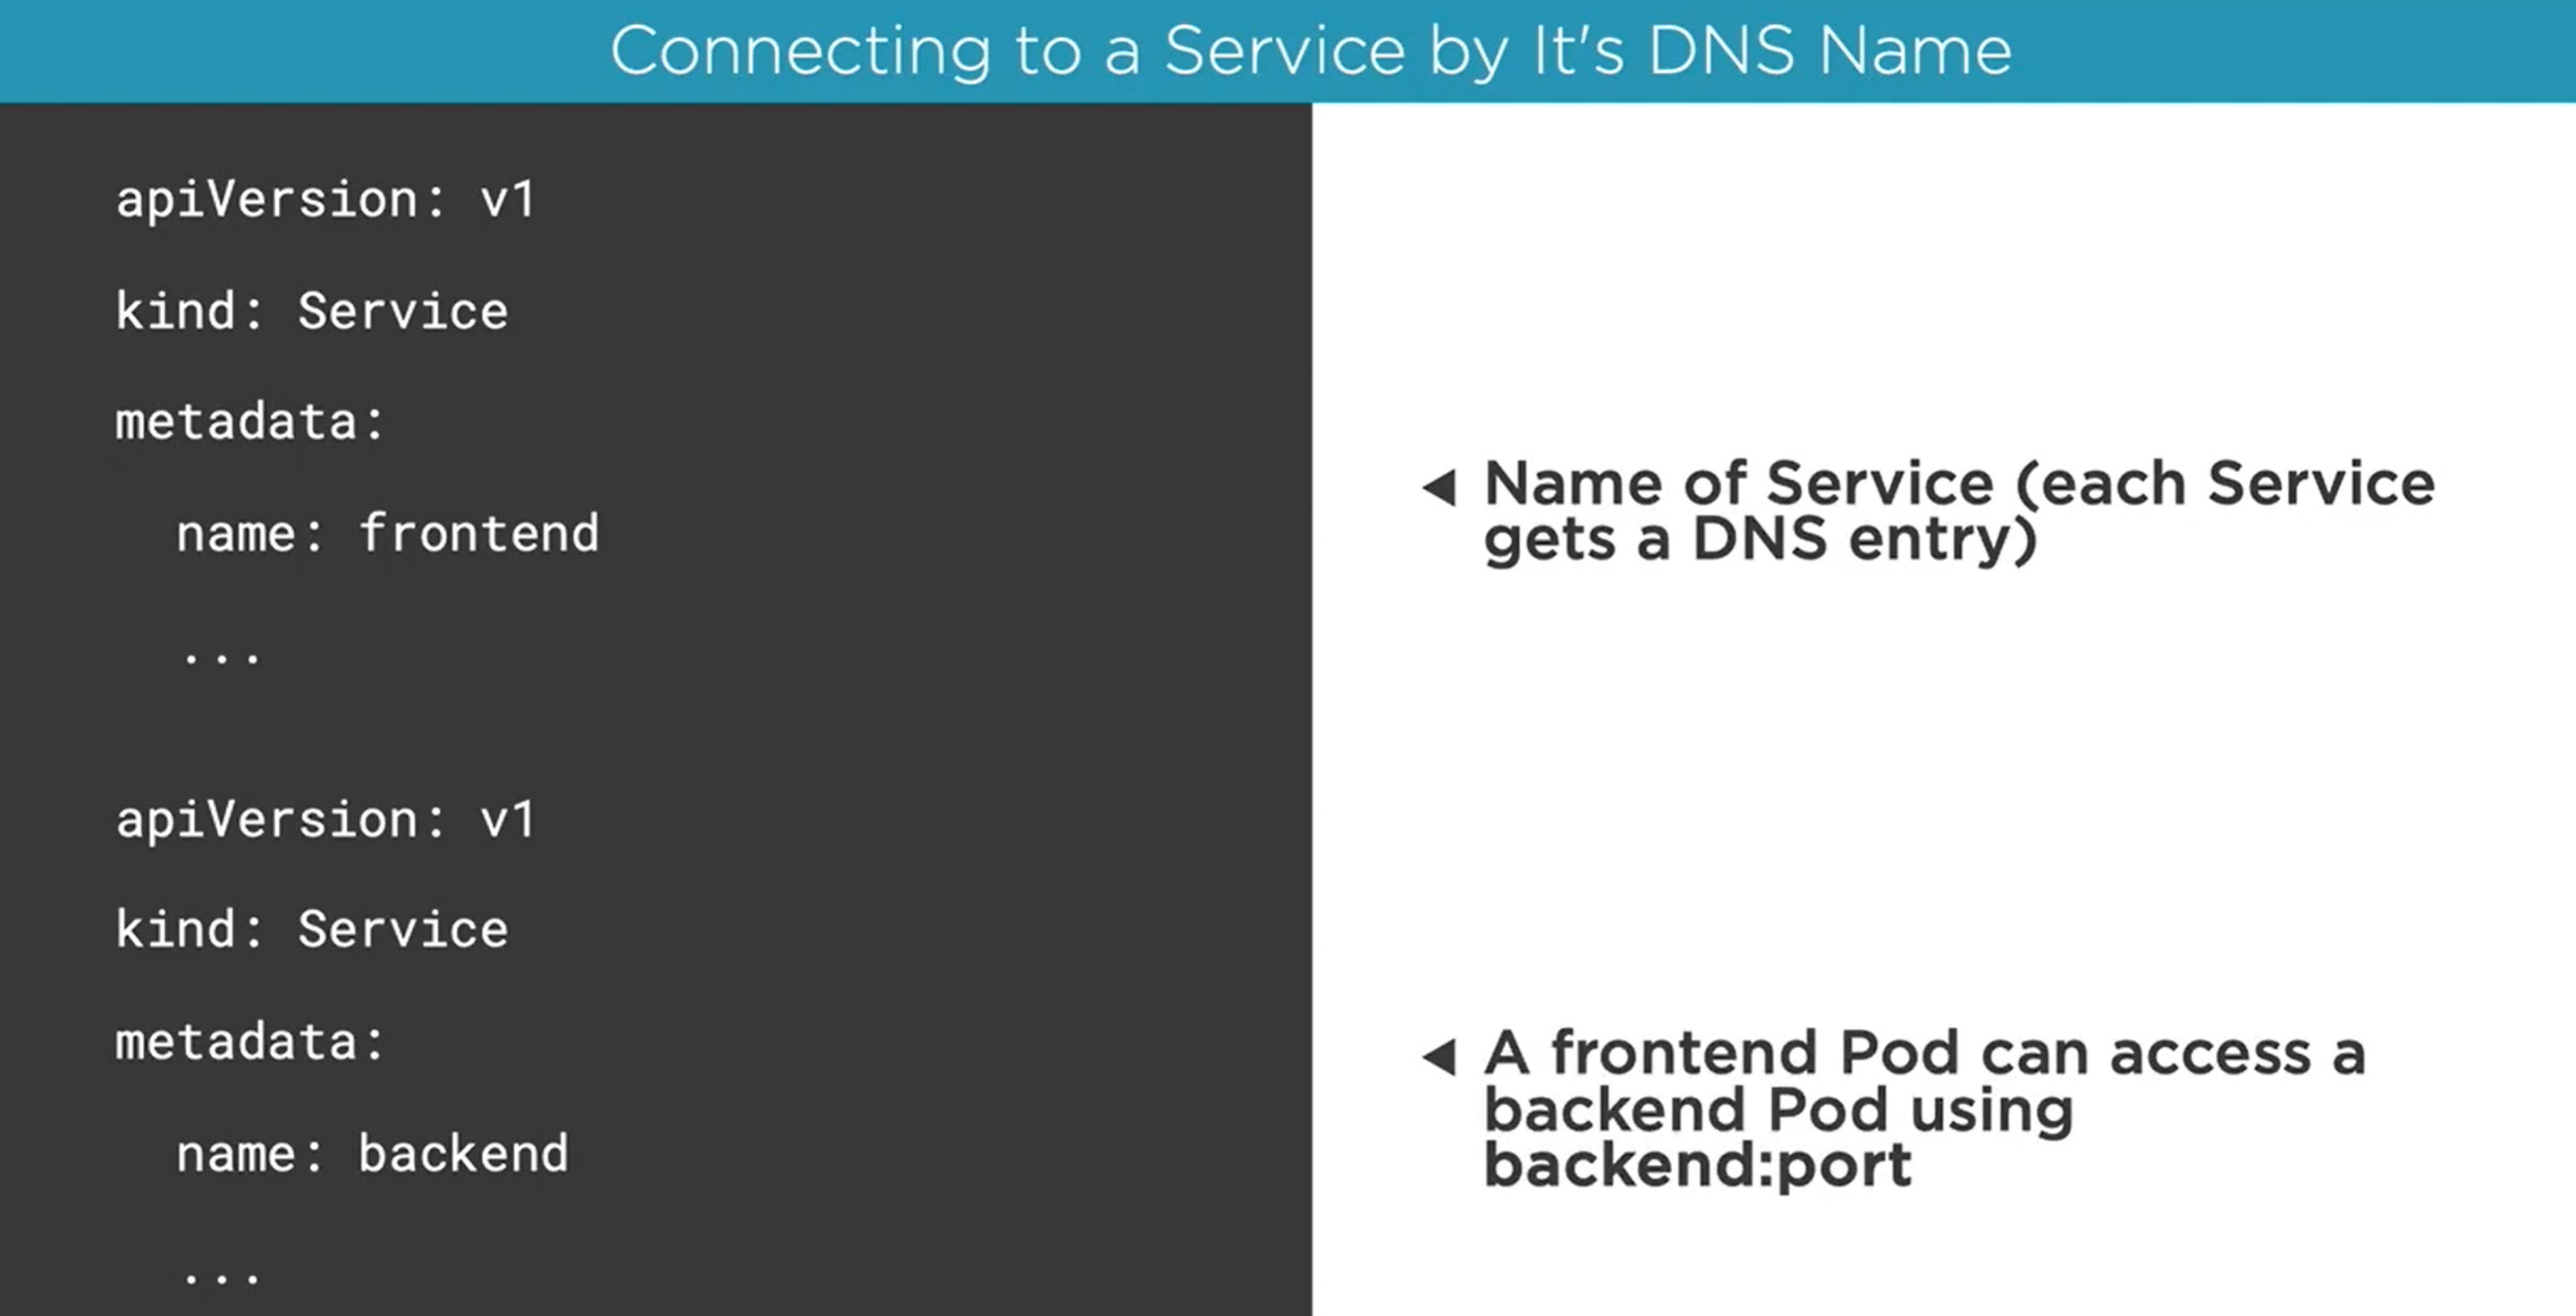 Connecting to a Service by It's DNS Name
apiVersion: v1
kind: Service
metadata:
  name: frontend
  ...
apiVersion: v1
kind: Service
metadata:
  name: backend
  ...
Name of Service (each Service
gets a DNS entry)
A frontend Pod can access a
backend Pod using
backend:port